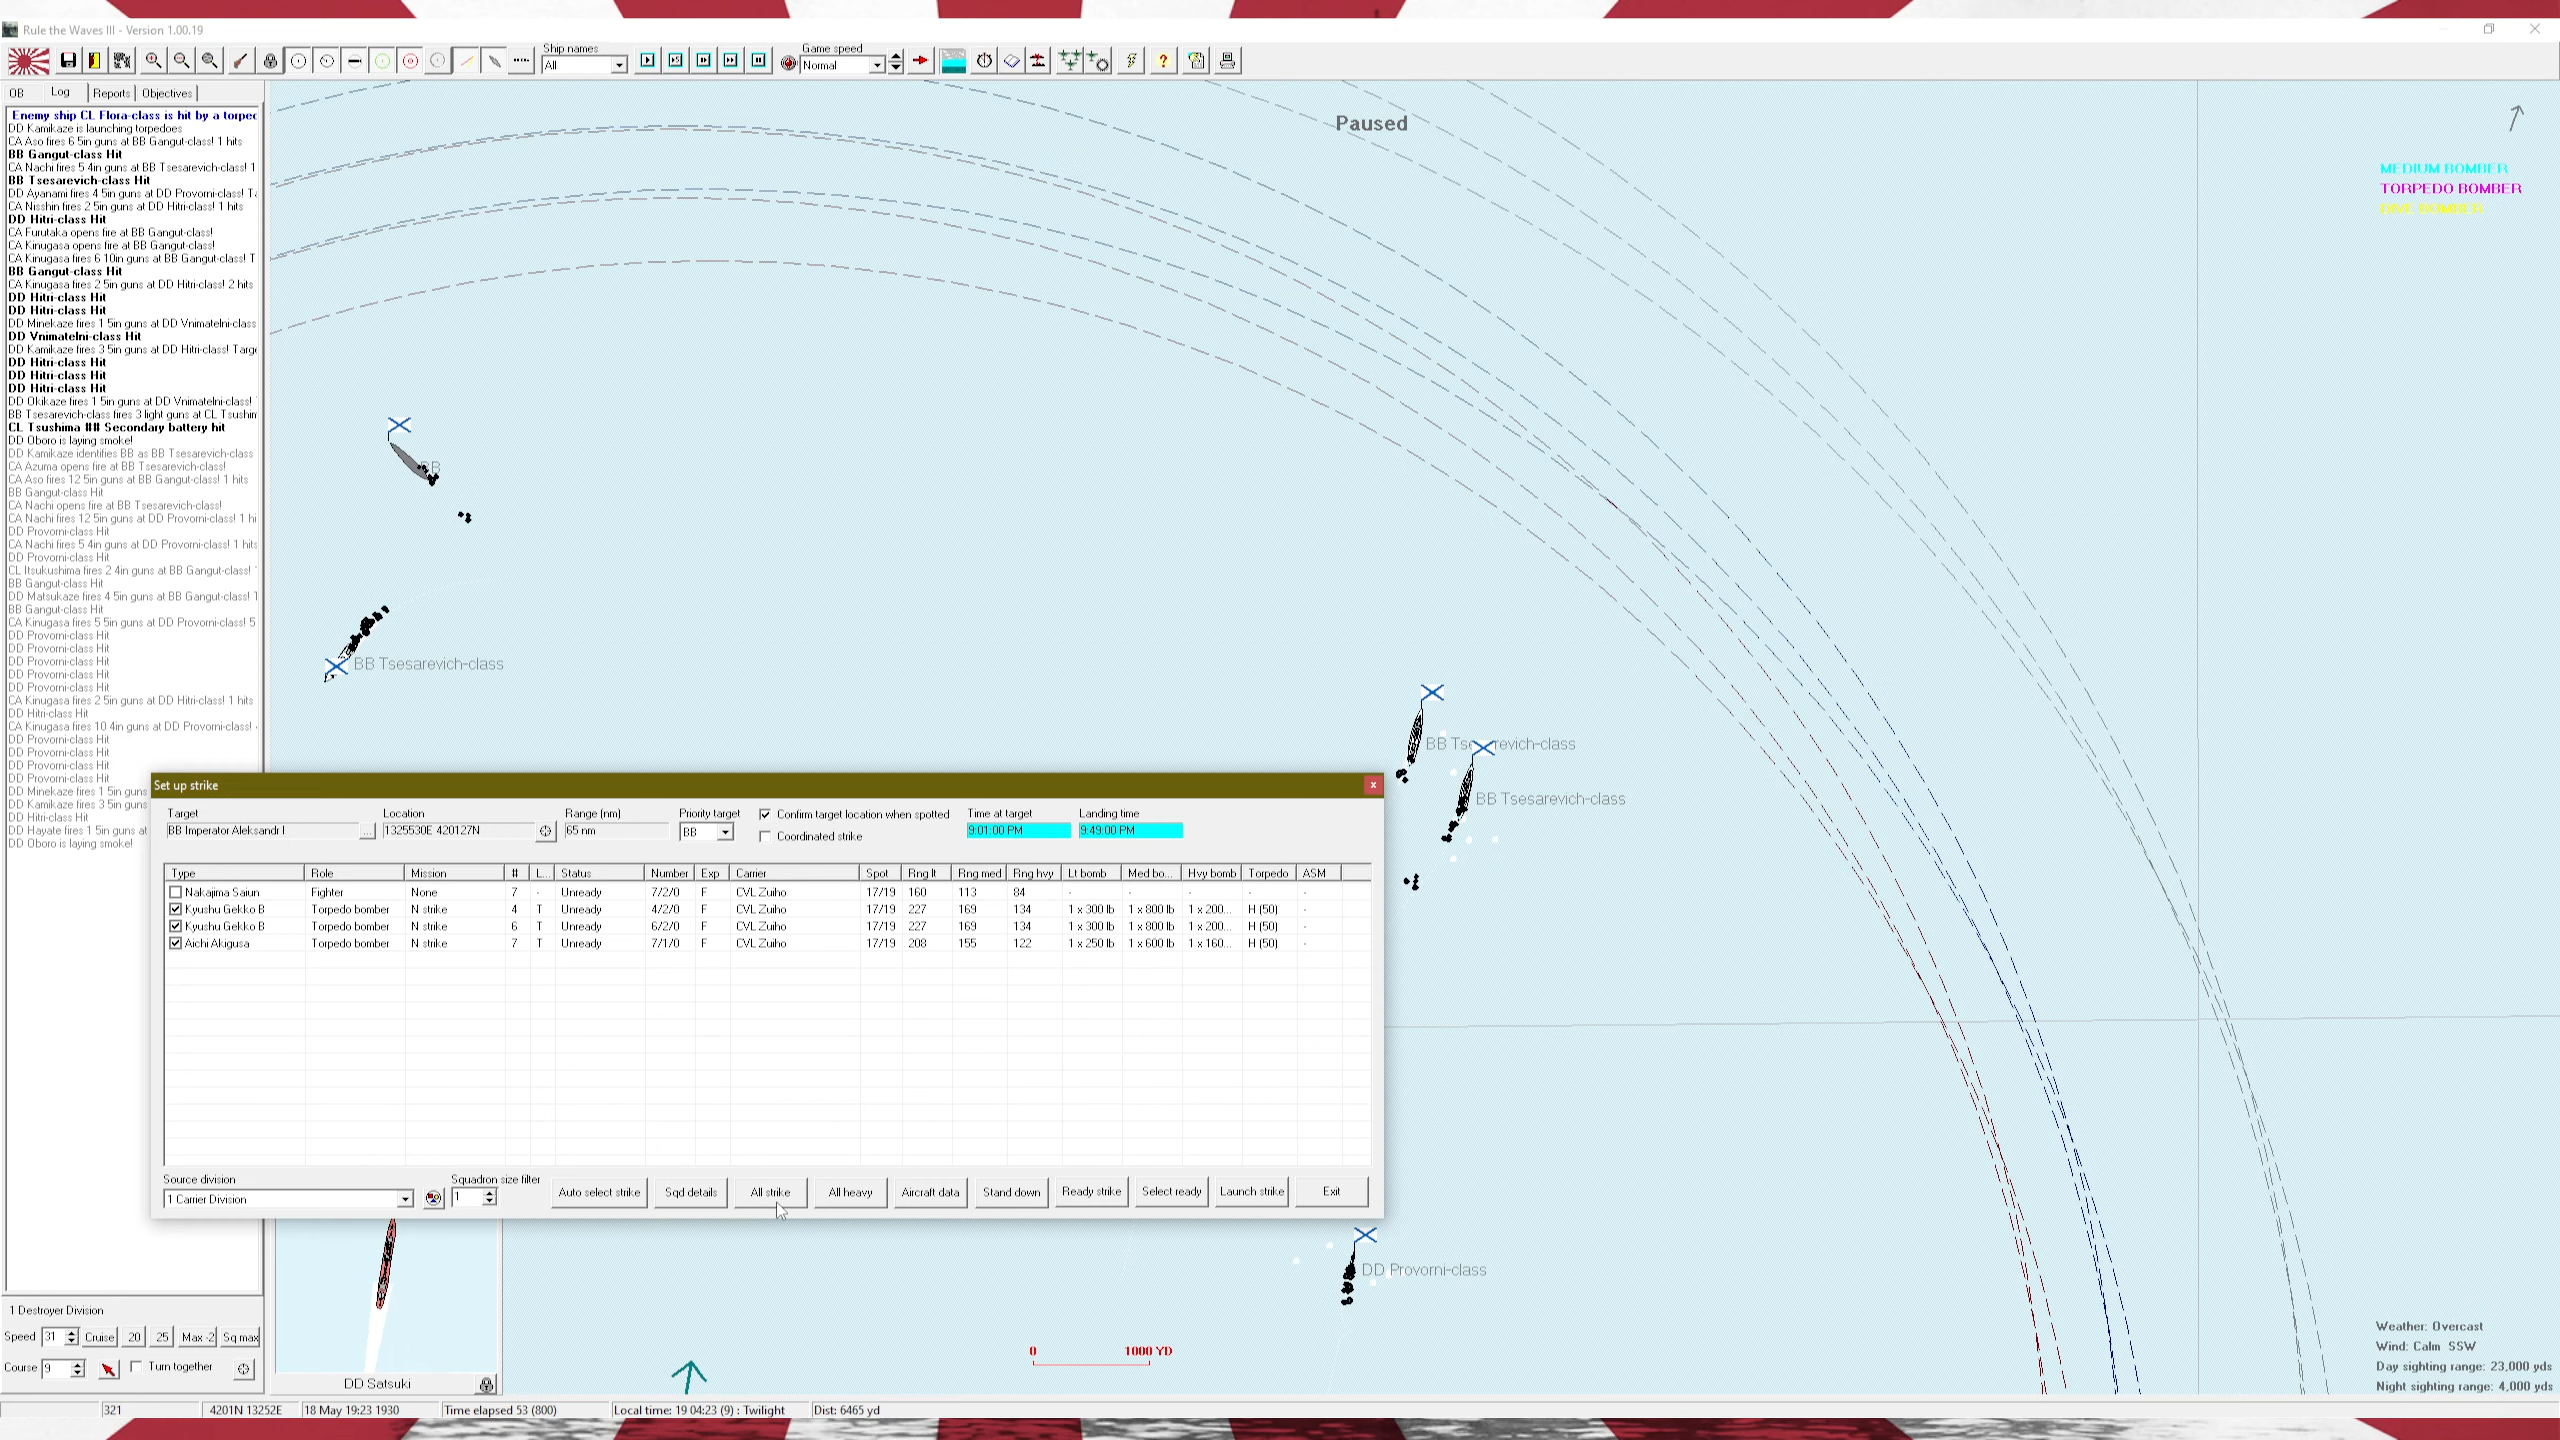 Rule the Waves III - Version 1.00.19
Ship names
All
Game speed
Normal
OB
Log
Reports
Objectives
Enemy ship CL Flora-class is hit by a torped
DD Kamikaze is launching torpedoes
CA Aso fires 6 5in guns at BB Gangut-class! 1 hits
BB Gangut-class Hit
CA Nachi fires 5 4in guns at BB Tsesarevich-class! 1
BB Tsesarevich-class Hit
DD Ayanami fires 4 5in guns at DD Provorni-class! Ta
CA Nisshin fires 2 5in guns at DD Hitri-class! 1 hits
DD Hitri-class Hit
CA Furutaka opens fire at BB Gangut-class!
CA Kinugasa opens fire at BB Gangut-class!
CA Kinugasa fires 6 10in guns at BB Gangut-class! T
BB Gangut-class Hit
CA Kinugasa fires 2 5in guns at DD Hitri-class! 2 hits
DD Hitri-class Hit
DD Hitri-class Hit
DD Minekaze fires 1 5in guns at DD Vnimatelni-class
DD Vnimatelni-class Hit
DD Kamikaze fires 3 5in guns at DD Hitri-class! Targe
DD Hitri-class Hit
DD Hitri-class Hit
DD Hitri-class Hit
DD Okikaze fires 1 5in guns at DD Vnimatelni-class!
BB Tsesarevich-class fires 3 light guns at CL Tsushim
CL Tsushima ## Secondary battery hit
DD Oboro is laying smoke!
DD Kamikaze identifies BB as BB Tsesarevich-class
CA Azuma opens fire at BB Tsesarevich-class!
CA Aso fires 12 5in guns at BB Gangut-class! 1 hits
BB Gangut-class Hit
CA Nachi opens fire at BB Tsesarevich-class!
CA Nachi fires 12 5in guns at DD Provorni-class! 1 hi
DD Provorni-class Hit
CA Nachi fires 5 4in guns at DD Provorni-class! 1 hits
DD Provorni-class Hit
CL Itsukushima fires 2 4in guns at BB Gangut-class!
BB Gangut-class Hit
DD Matsukaze fires 4 5in guns at BB Gangut-class! 1
BB Gangut-class Hit
CA Kinugasa fires 5 5in guns at DD Provorni-class! 5
DD Provorni-class Hit
DD Provorni-class Hit
DD Provorni-class Hit
DD Provorni-class Hit
DD Provorni-class Hit
CA Kinugasa fires 2 5in guns at DD Hitri-class! 1 hits
DD Hitri-class Hit
CA Kinugasa fires 10 4in guns at DD Provorni-class!
DD Provorni-class Hit
DD Provorni-class Hit
DD Provorni-class Hit
DD Provorni-class Hit
DD Minekaze fires 1 5in guns
DD Kamikaze fires 3 5in guns
DD Hitri-class Hit
DD Hayate fires 1 5in guns at
DD Oboro is laying smoke!
Paused
MEDIUM BOMBER
TORPEDO BOMBER
DIVE BOMBER
BB
BB Tsesarevich-class
BB Tsesarevich-class
BB Tsesarevich-class
DD Provorni-class
Set up strike
Target
Location
Range (nm)
Priority target
Confirm target location when spotted
Time at target
Landing time
BB Imperator Aleksandr I
...
1325530E 420127N
65 nm
BB
Coordinated strike
9:01:00 PM
9:49:00 PM
Type Role Mission # L... Status Number Exp Carrier Spot Rng lt Rng med Rng hvy Lt bomb Med bo... Hvy bomb Torpedo ASM
Nakajima Saiun Fighter None 7 - Unready 7/2/0 F CVL Zuiho 17/19 160 113 84 - - - - -
Kyushu Gekko B Torpedo bomber N strike 4 T Unready 4/2/0 F CVL Zuiho 17/19 227 169 134 1 x 300 lb 1 x 800 lb 1 x 200... H (50) -
Kyushu Gekko B Torpedo bomber N strike 6 T Unready 6/2/0 F CVL Zuiho 17/19 227 169 134 1 x 300 lb 1 x 800 lb 1 x 200... H (50) -
Aichi Akigusa Torpedo bomber N strike 7 T Unready 7/1/0 F CVL Zuiho 17/19 208 155 122 1 x 250 lb 1 x 600 lb 1 x 160... H (50) -
Source division
1 Carrier Division
Squadron size filter
1
Auto select strike
Sqd details
All strike
All heavy
Aircraft data
Stand down
Ready strike
Select ready
Launch strike
Exit
1 Destroyer Division
Speed 31 Cruise 20 25 Max -2 Sq max
Course 9 Turn together
DD Satsuki
0 1000 YD
Weather: Overcast
Wind: Calm SSW
Day sighting range: 23,000 yds
Night sighting range: 4,000 yds
321
4201N 13252E
18 May 19:23 1930
Time elapsed 53 (800)
Local time: 19 04:23 (9) : Twilight
Dist: 6465 yd